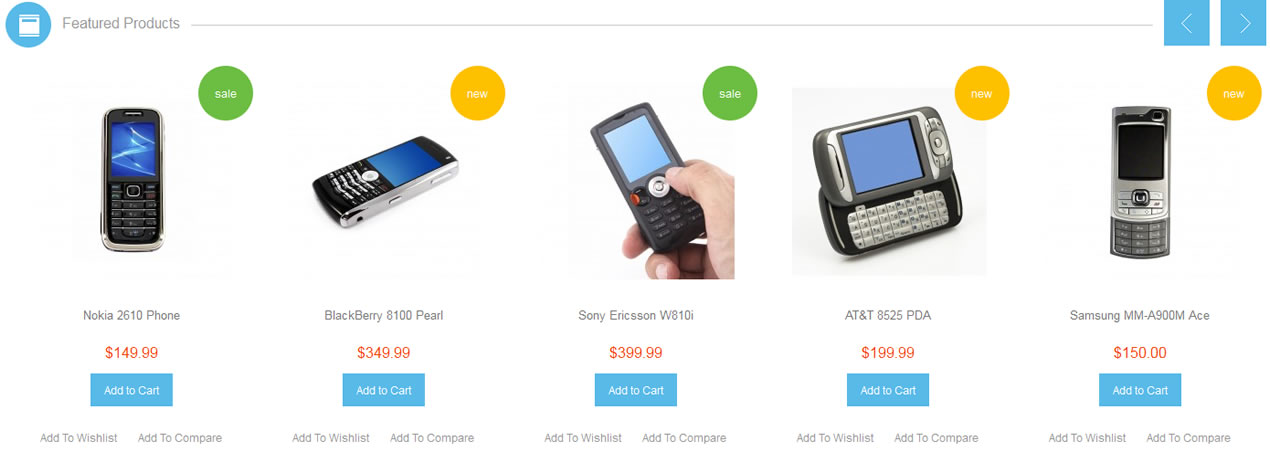 Featured Products
sale
new
sale
new
new
Nokia 2610 Phone
BlackBerry 8100 Pearl
Sony Ericsson W810i
AT&T 8525 PDA
Samsung MM-A900M Ace
$149.99
$349.99
$399.99
$199.99
$150.00
Add to Cart
Add to Cart
Add to Cart
Add to Cart
Add to Cart
Add To Wishlist Add To Compare
Add To Wishlist Add To Compare
Add To Wishlist Add To Compare
Add To Wishlist Add To Compare
Add To Wishlist Add To Compare